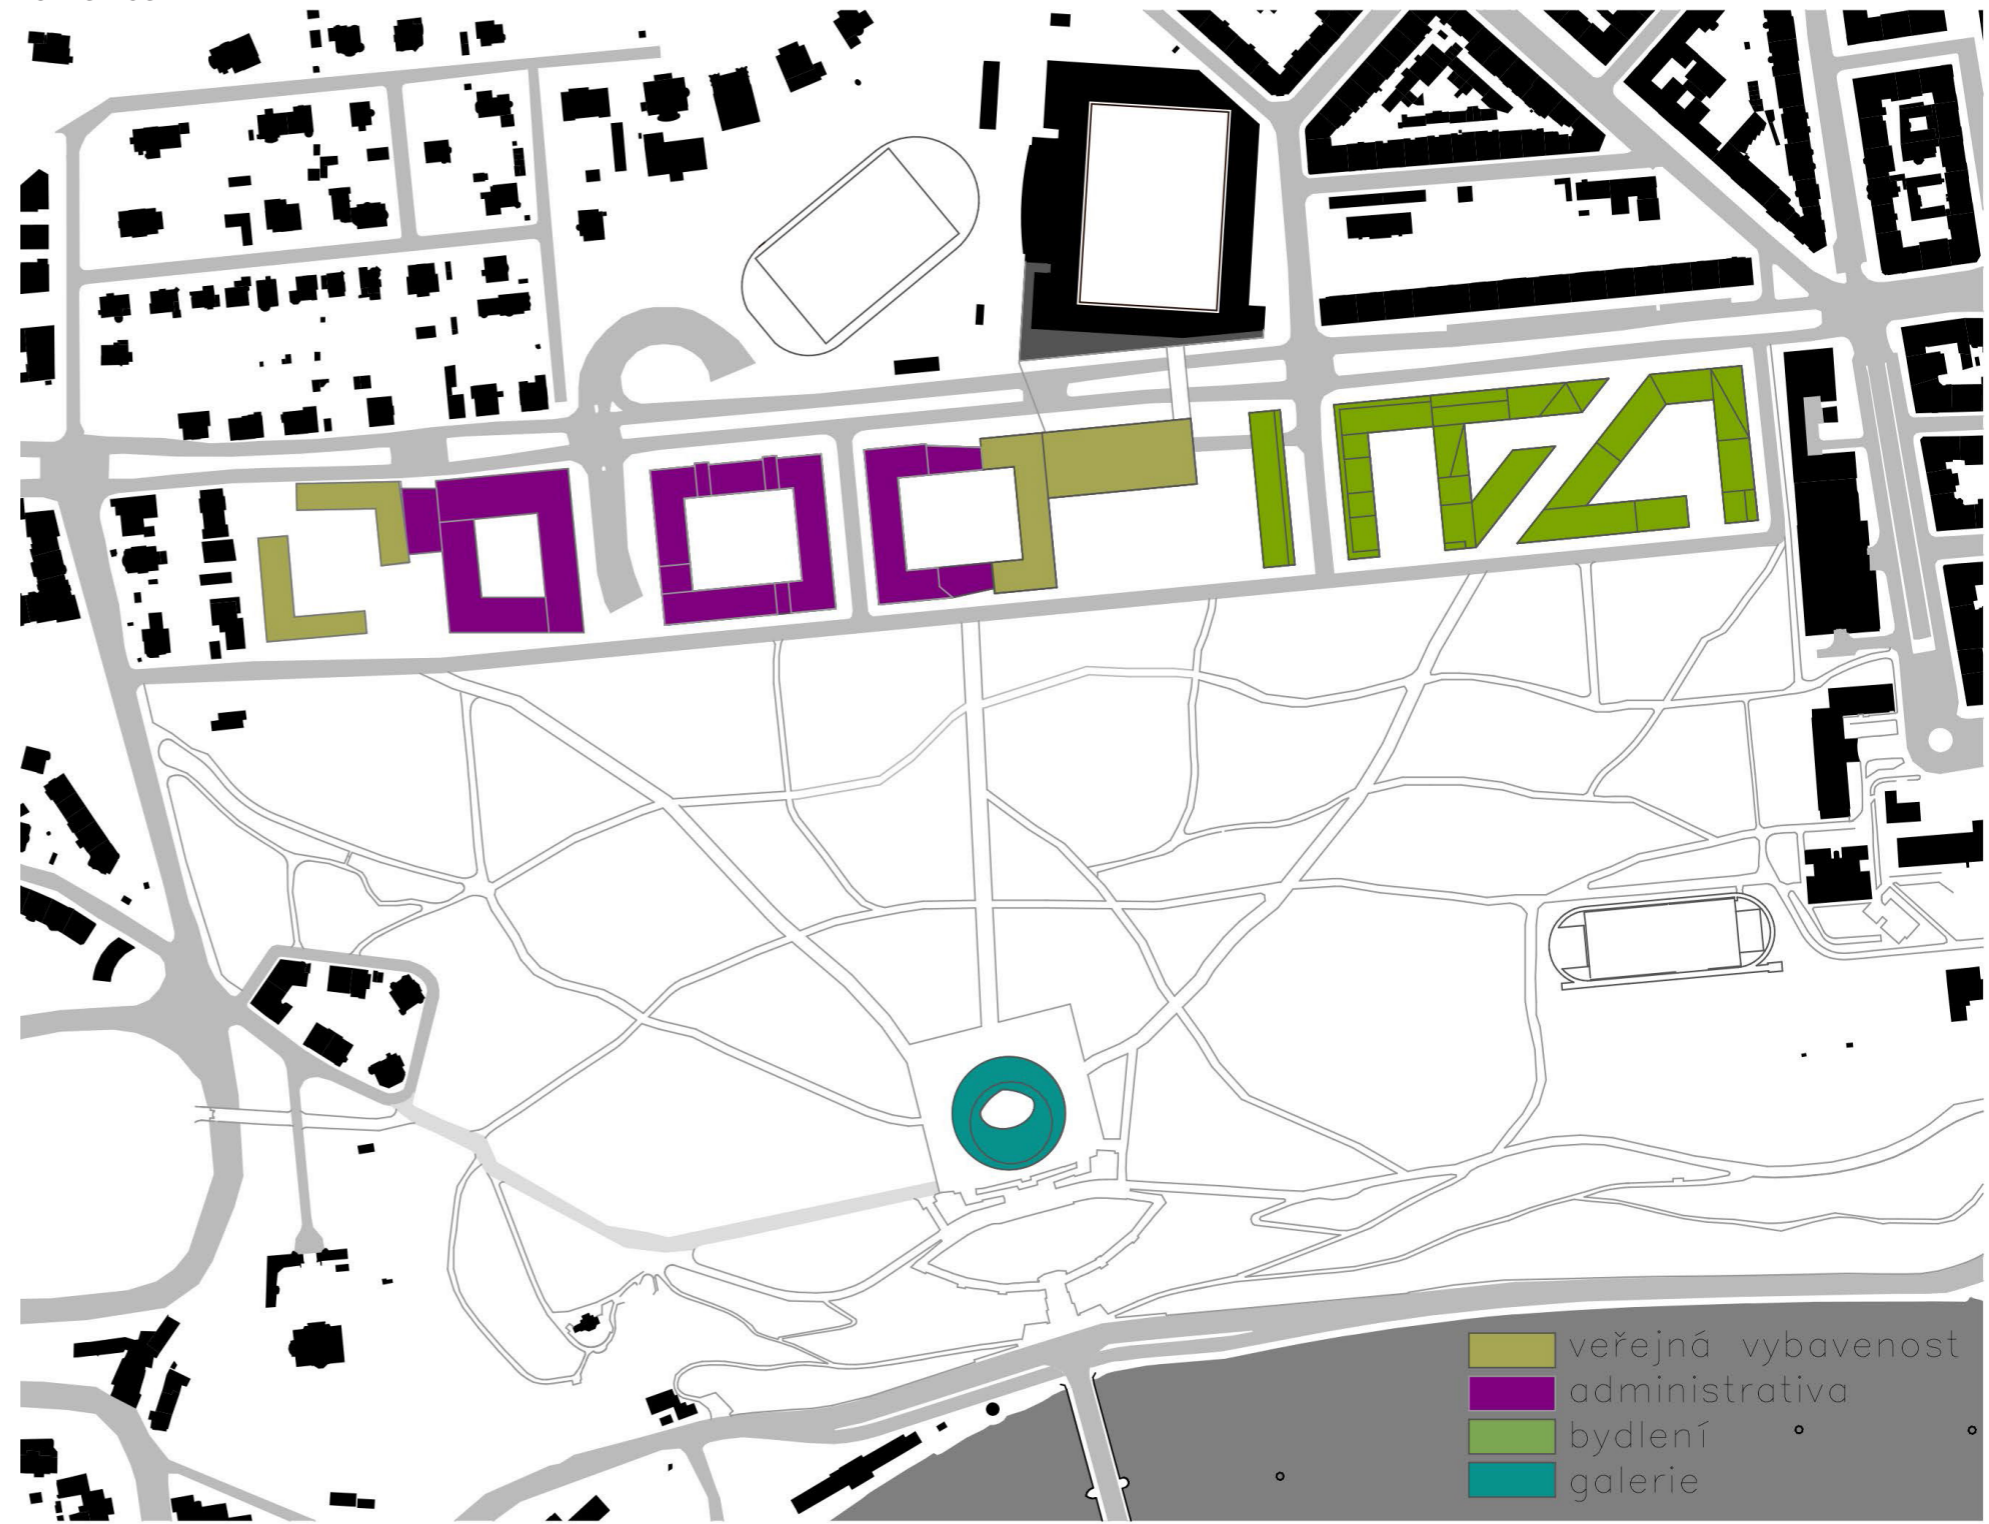 veřejná vybavenost
administrativa
bydlení
galerie